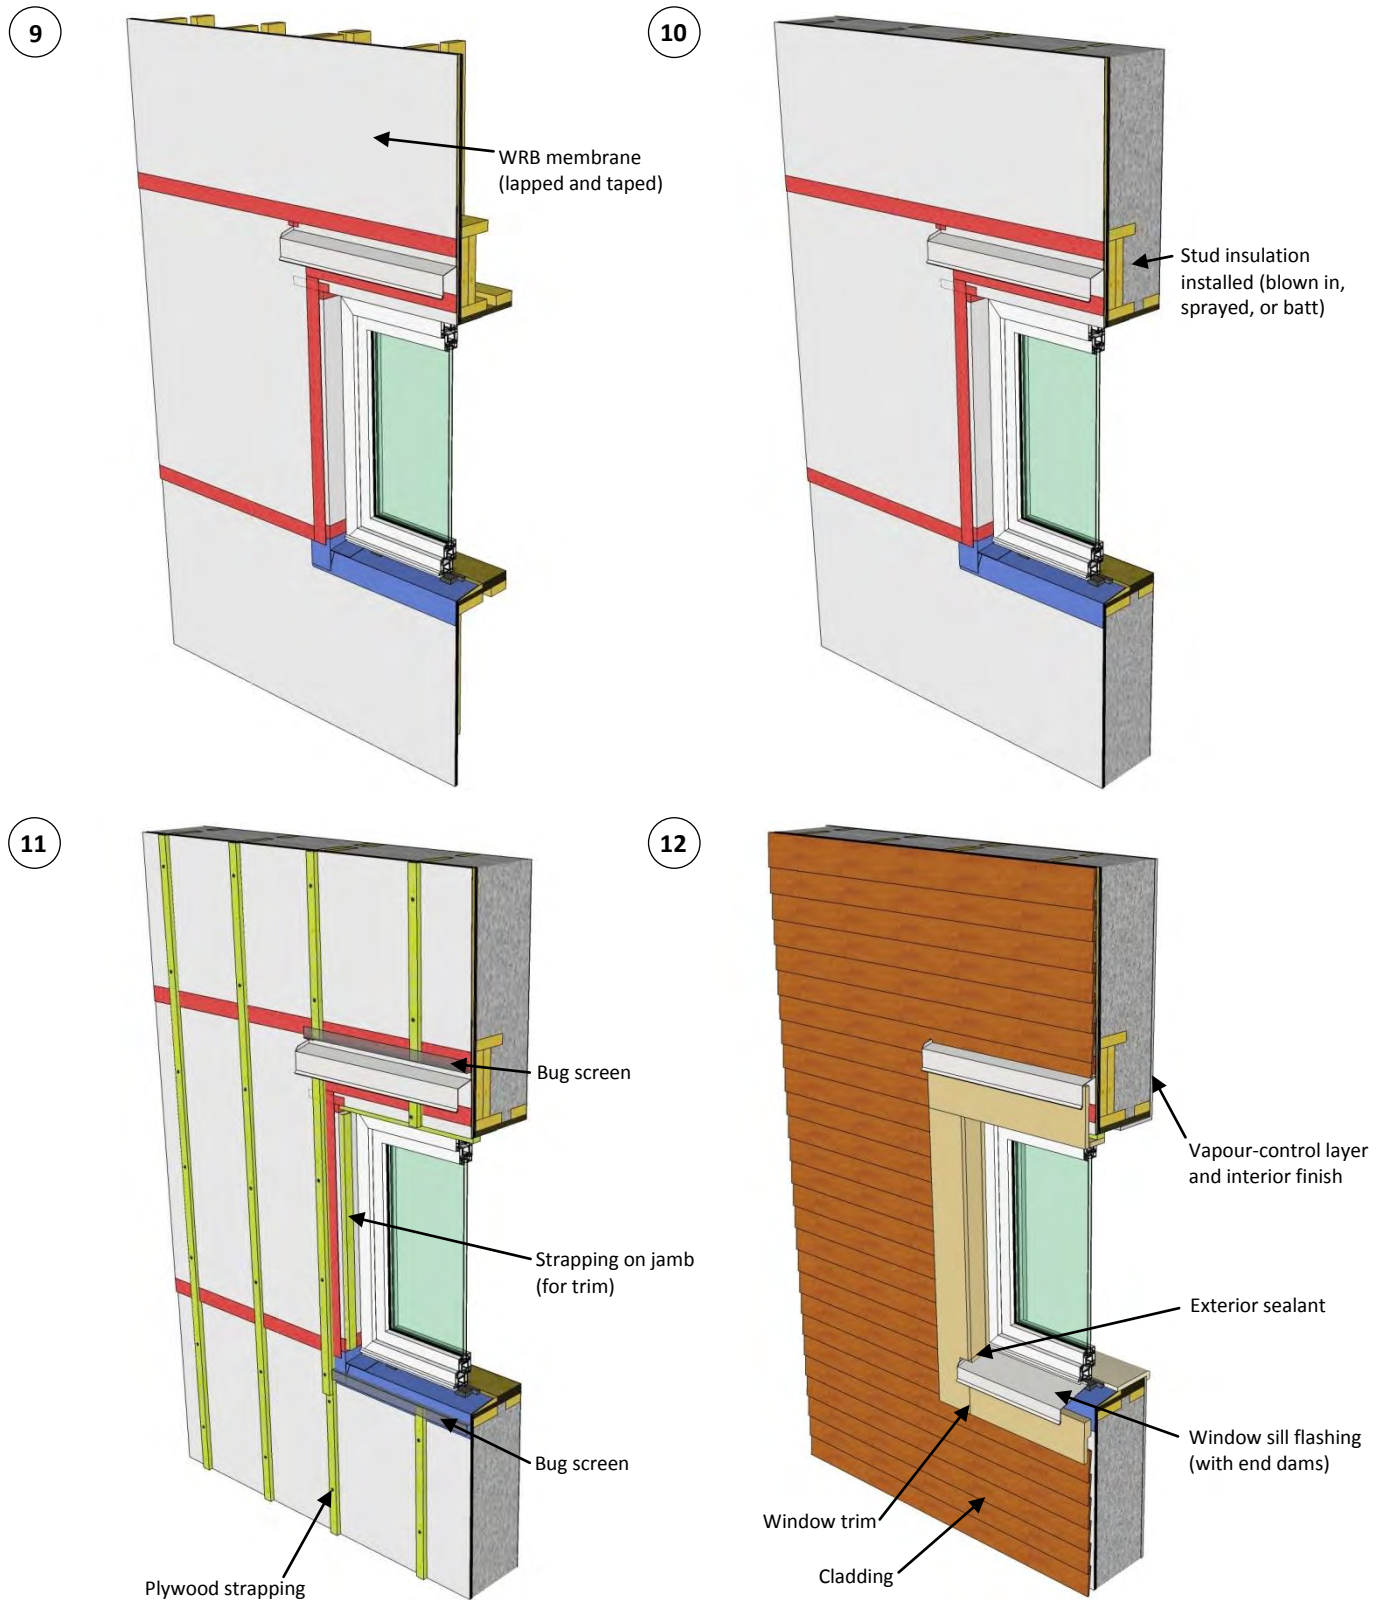 9
WRB membrane
(lapped and taped)
10
Stud insulation
installed (blown in,
sprayed, or batt)
11
Bug screen
Strapping on jamb
(for trim)
Bug screen
Plywood strapping
12
Vapour-control layer
and interior finish
Exterior sealant
Window sill flashing
(with end dams)
Window trim
Cladding